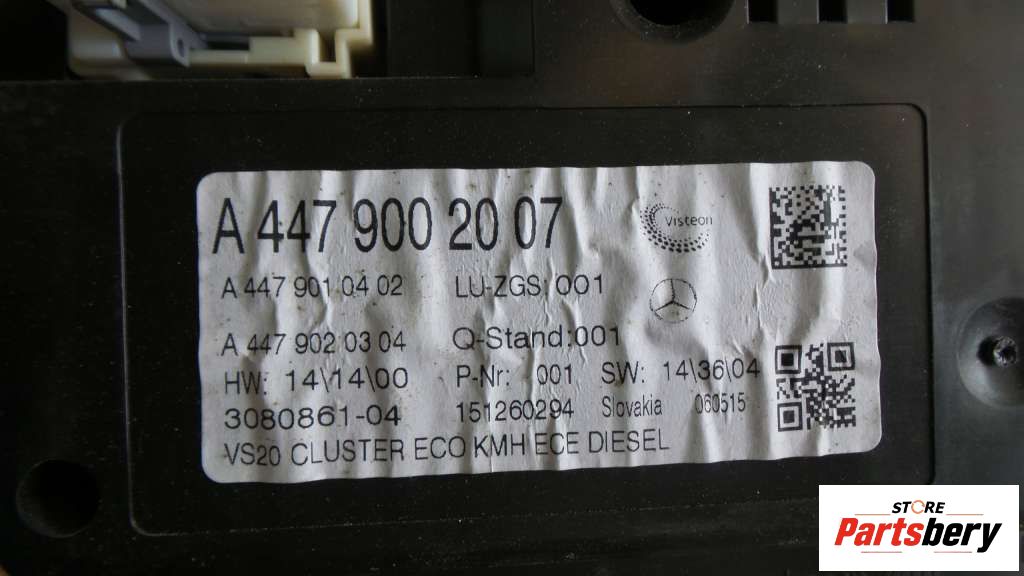 A 447 900 20 07
Visteon
A 447 901 04 02 LU-ZGS: 001
A 447 902 03 04 Q-Stand:001
HW: 14\14\00 P-Nr: 001 SW: 14\36\04
3080861-04 151260294 Slovakia 060515
VS20 CLUSTER ECO KMH ECE DIESEL
STORE
Partsbery